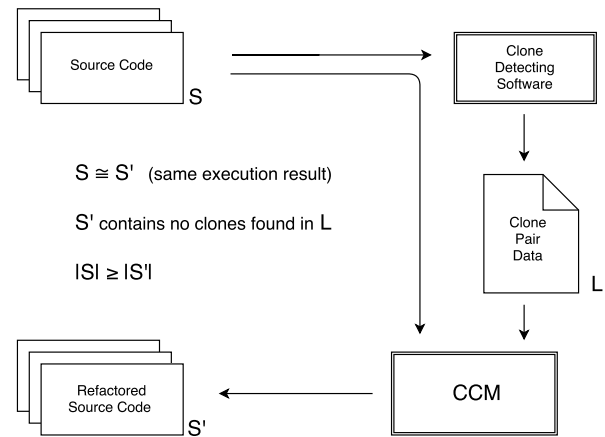 Source Code
S
Clone
Detecting
Software
S ≅ S' (same execution result)
S' contains no clones found in L
|S| ≥ |S'|
Clone
Pair
Data
L
Refactored
Source Code
S'
CCM